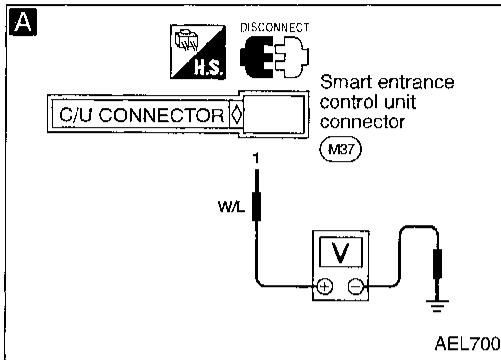 A
DISCONNECT
H.S.
Smart entrance
control unit
connector
C/U CONNECTOR
M37
1
W/L
V
AEL700